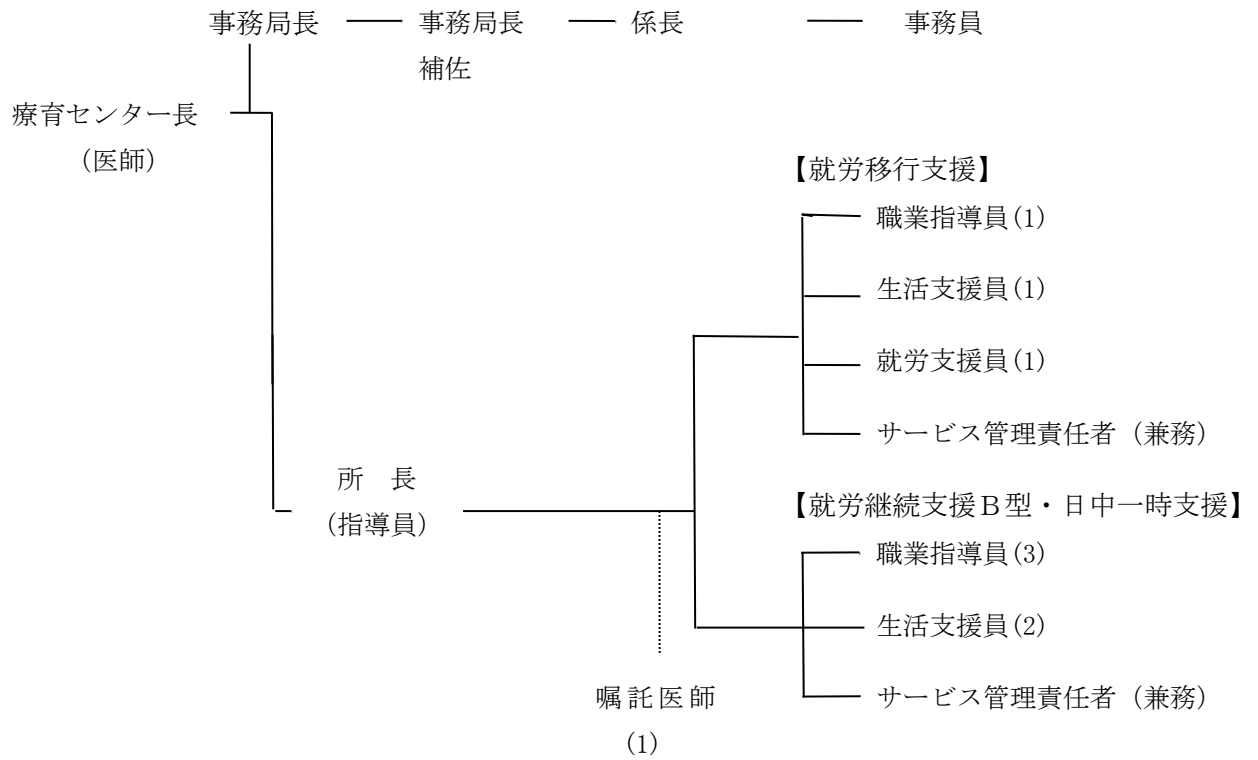 事務局長 事務局長 係長 事務員
補佐
療育センター長
(医師)
【就労移行支援】
職業指導員(1)
生活支援員(1)
就労支援員(1)
サービス管理責任者（兼務）
所　長
(指導員)
【就労継続支援Ｂ型・日中一時支援】
職業指導員(3)
生活支援員(2)
嘱託医師
(1)
サービス管理責任者（兼務）